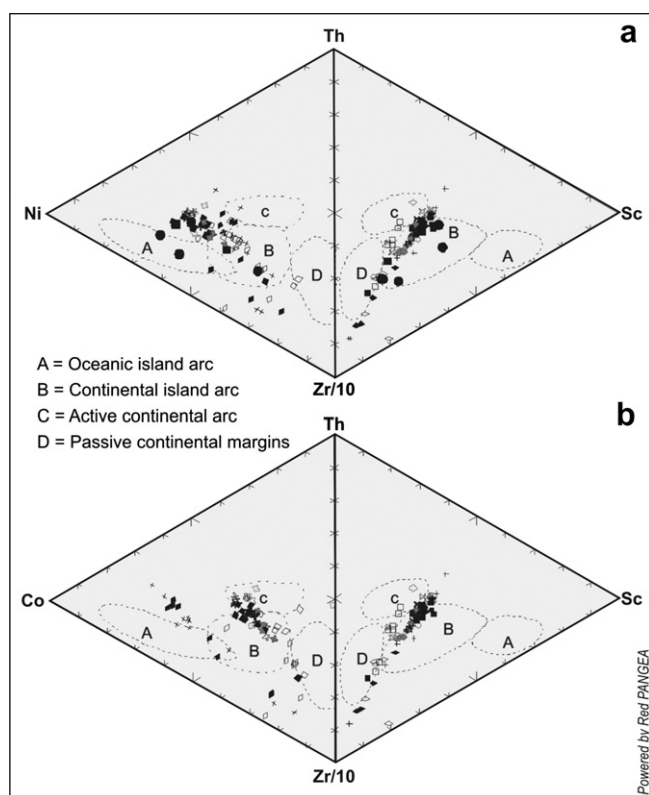 Th
a
c
c
Ni
Sc
A
B
B
A
D
D
Zr/10
A = Oceanic island arc
B = Continental island arc
C = Active continental arc
D = Passive continental margins
Th
b
c
c
Co
Sc
A
B
B
A
D
D
Zr/10
Powered by Red PANGEA